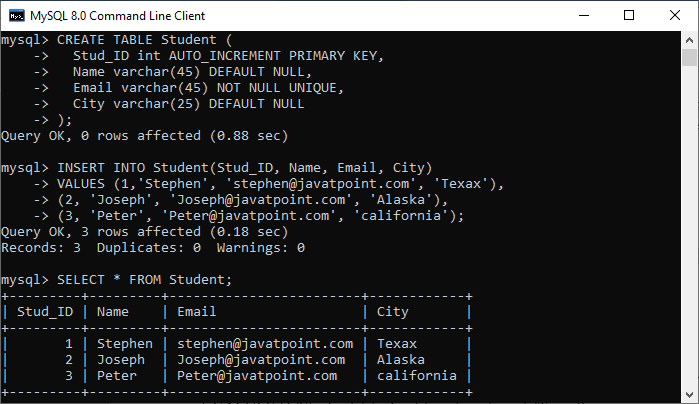 MySQL 8.0 Command Line Client
mysql> CREATE TABLE Student (
    ->   Stud_ID int AUTO_INCREMENT PRIMARY KEY,
    ->   Name varchar(45) DEFAULT NULL,
    ->   Email varchar(45) NOT NULL UNIQUE,
    ->   City varchar(25) DEFAULT NULL
    -> );
Query OK, 0 rows affected (0.88 sec)
mysql> INSERT INTO Student(Stud_ID, Name, Email, City)
    -> VALUES (1,'Stephen', 'stephen@javatpoint.com', 'Texax'),
    -> (2, 'Joseph', 'Joseph@javatpoint.com', 'Alaska'),
    -> (3, 'Peter', 'Peter@javatpoint.com', 'california');
Query OK, 3 rows affected (0.18 sec)
Records: 3  Duplicates: 0  Warnings: 0
mysql> SELECT * FROM Student;
+---------+---------+------------------------+------------+
| Stud_ID | Name    | Email                  | City       |
+---------+---------+------------------------+------------+
|       1 | Stephen | stephen@javatpoint.com | Texax      |
|       2 | Joseph  | Joseph@javatpoint.com  | Alaska     |
|       3 | Peter   | Peter@javatpoint.com   | california |
+---------+---------+------------------------+------------+